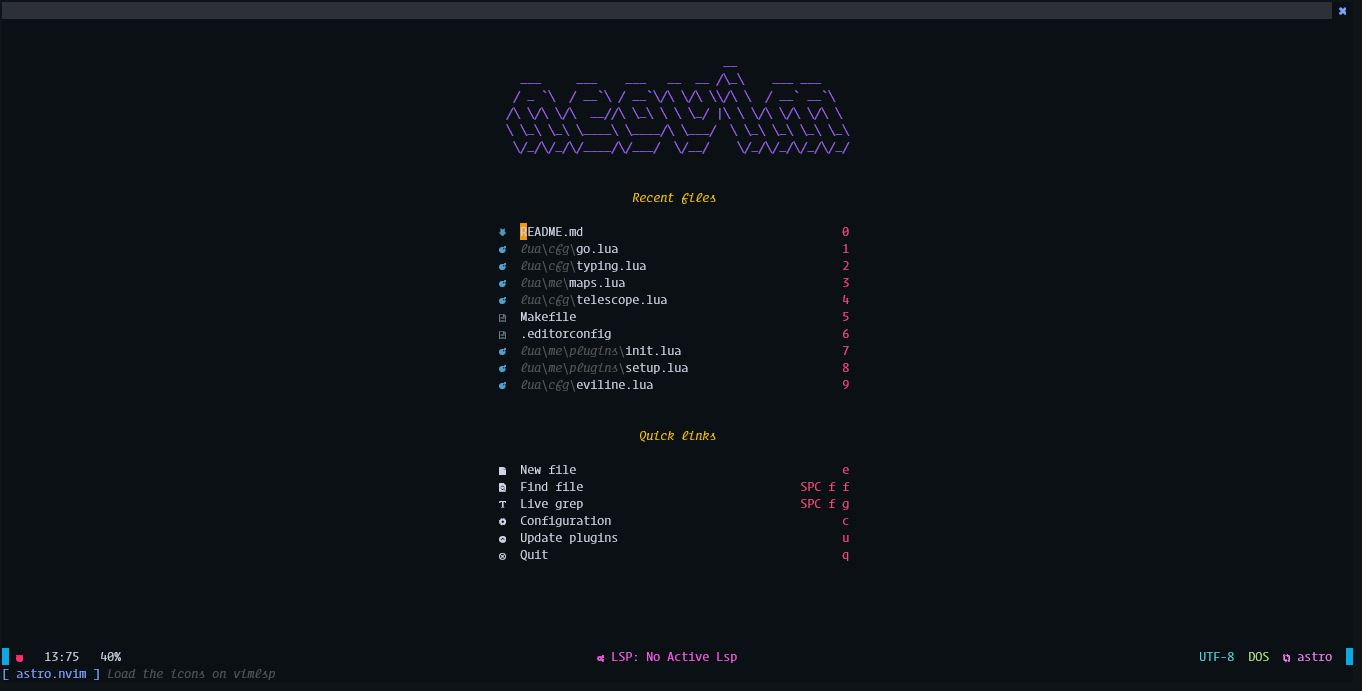 Recent files
README.md 0
lua\cfg\go.lua 1
lua\cfg\typing.lua 2
lua\me\maps.lua 3
lua\cfg\telescope.lua 4
Makefile 5
.editorconfig 6
lua\me\plugins\init.lua 7
lua\me\plugins\setup.lua 8
lua\cfg\eviline.lua 9
Quick links
New file e
Find file SPC f f
Live grep SPC f g
Configuration c
Update plugins u
Quit q
13:75 40% LSP: No Active Lsp UTF-8 DOS astro
[ astro.nvim ] Load the icons on vimlsp